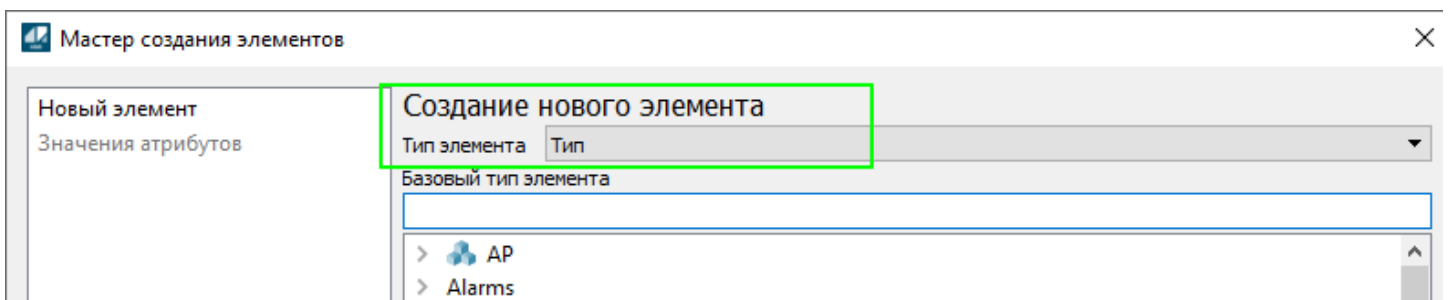 Мастер создания элементов
Новый элемент
Значения атрибутов
Создание нового элемента
Тип элемента Тип
Базовый тип элемента
AP
Alarms